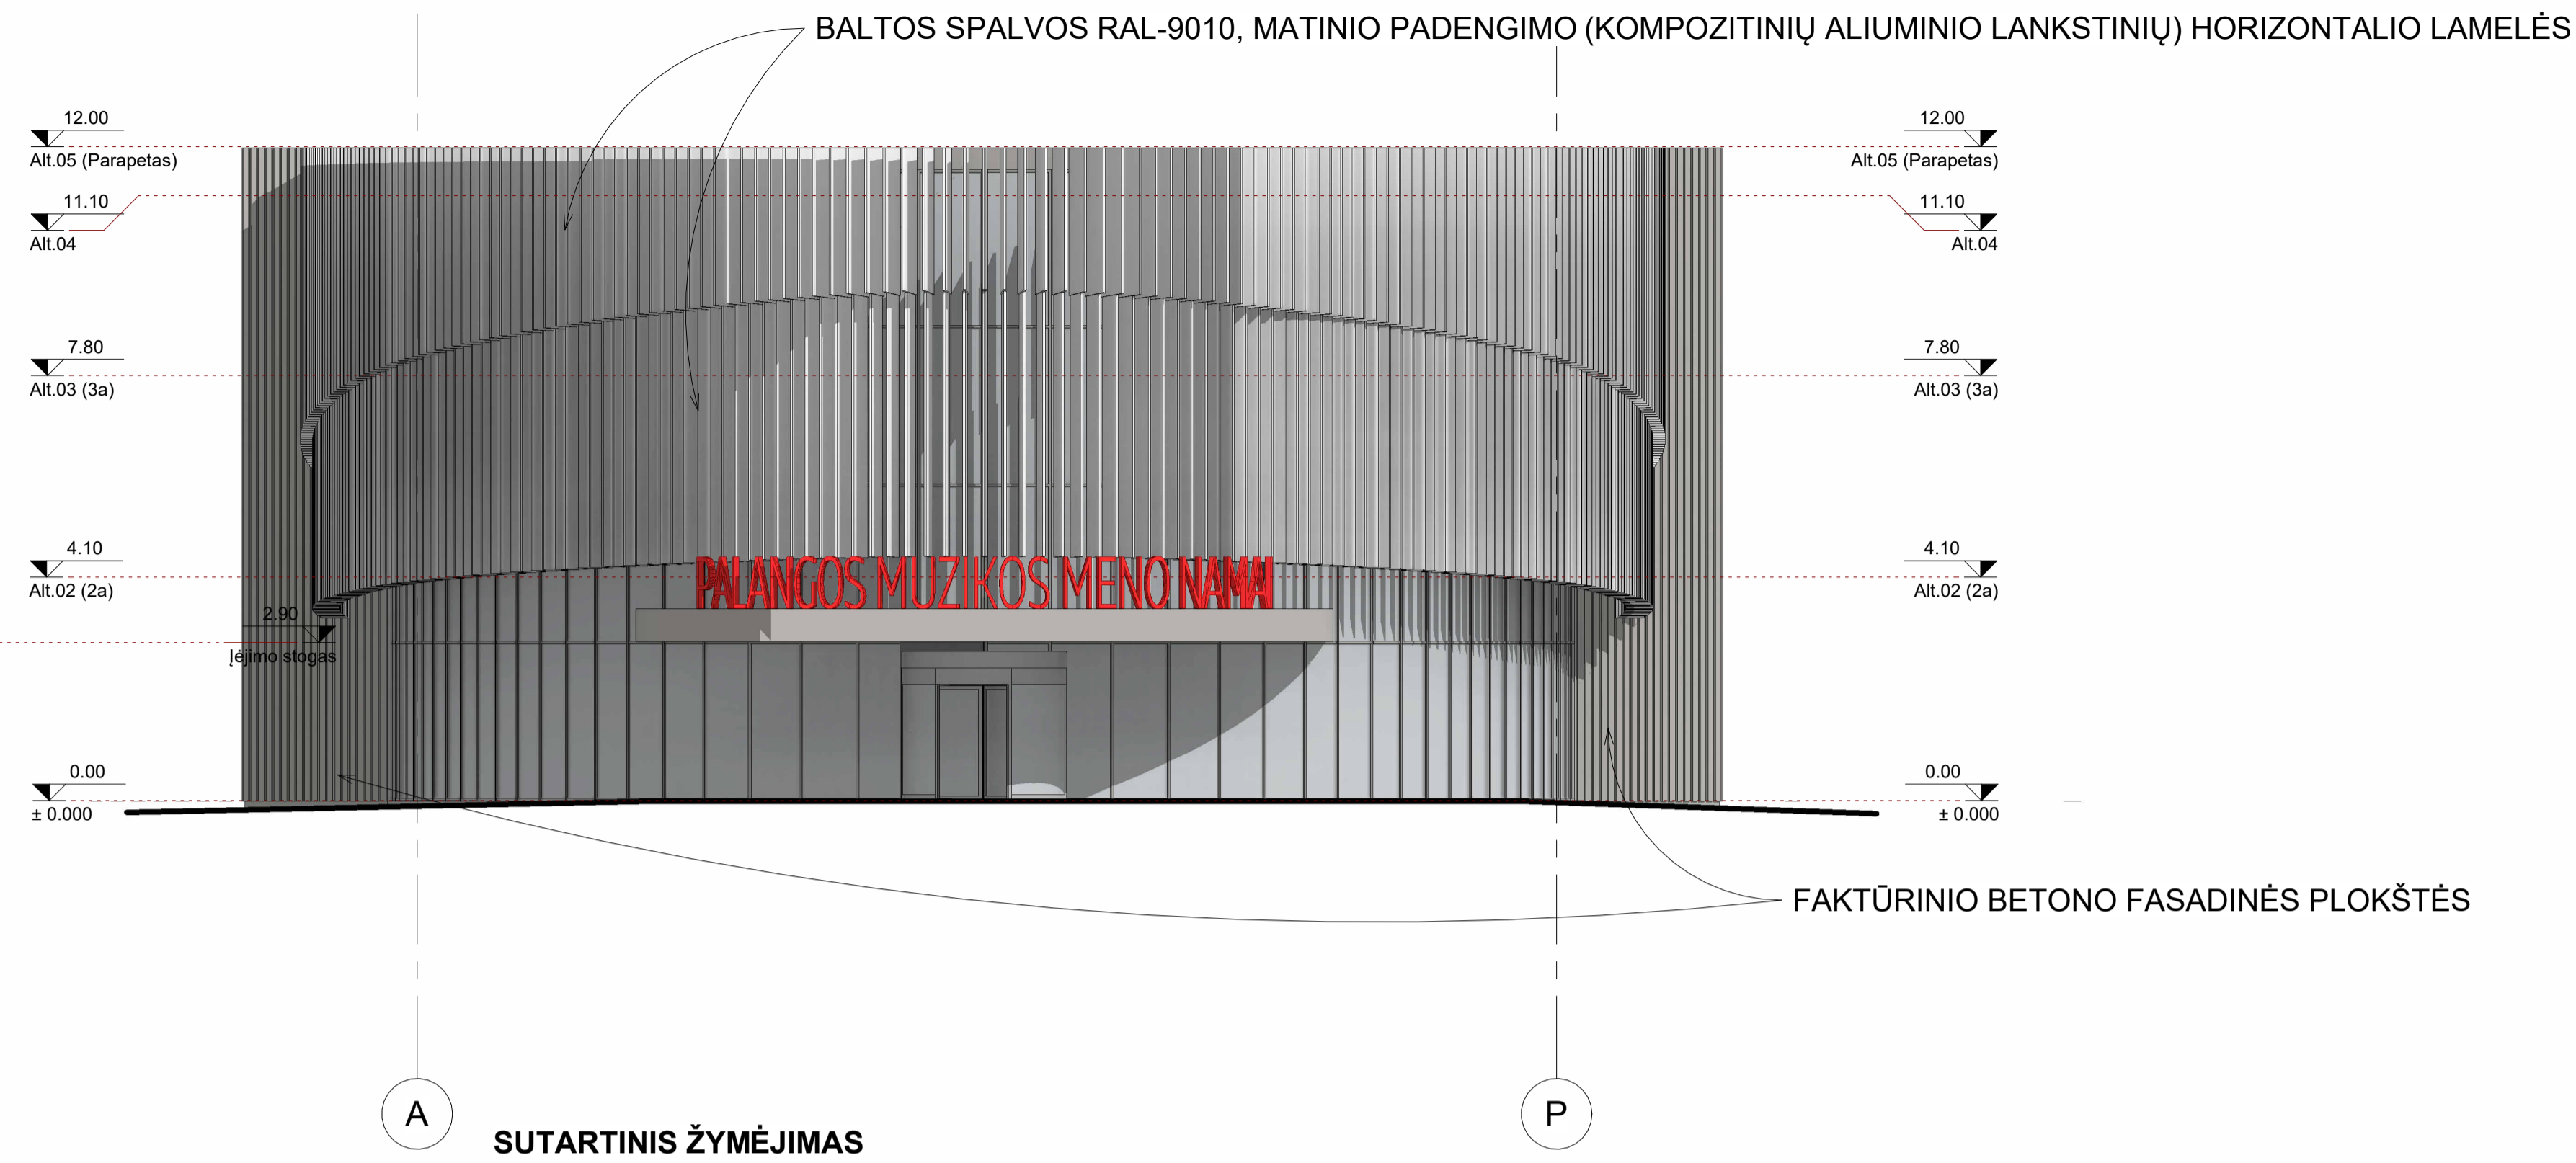 BALTOS SPALVOS RAL-9010, MATINIO PADENGIMO (KOMPOZITINIŲ ALIUMINIO LANKSTINIŲ) HORIZONTALIO LAMELĖS
12.00
Alt.05 (Parapetas)
12.00
Alt.05 (Parapetas)
11.10
Alt.04
11.10
Alt.04
7.80
Alt.03 (3a)
7.80
Alt.03 (3a)
4.10
Alt.02 (2a)
4.10
Alt.02 (2a)
PALANGOS MUZIKOS MENO NAMAI
2.90
Įėjimo stogas
0.00
± 0.000
0.00
± 0.000
FAKTŪRINIO BETONO FASADINĖS PLOKŠTĖS
A
P
SUTARTINIS ŽYMĖJIMAS